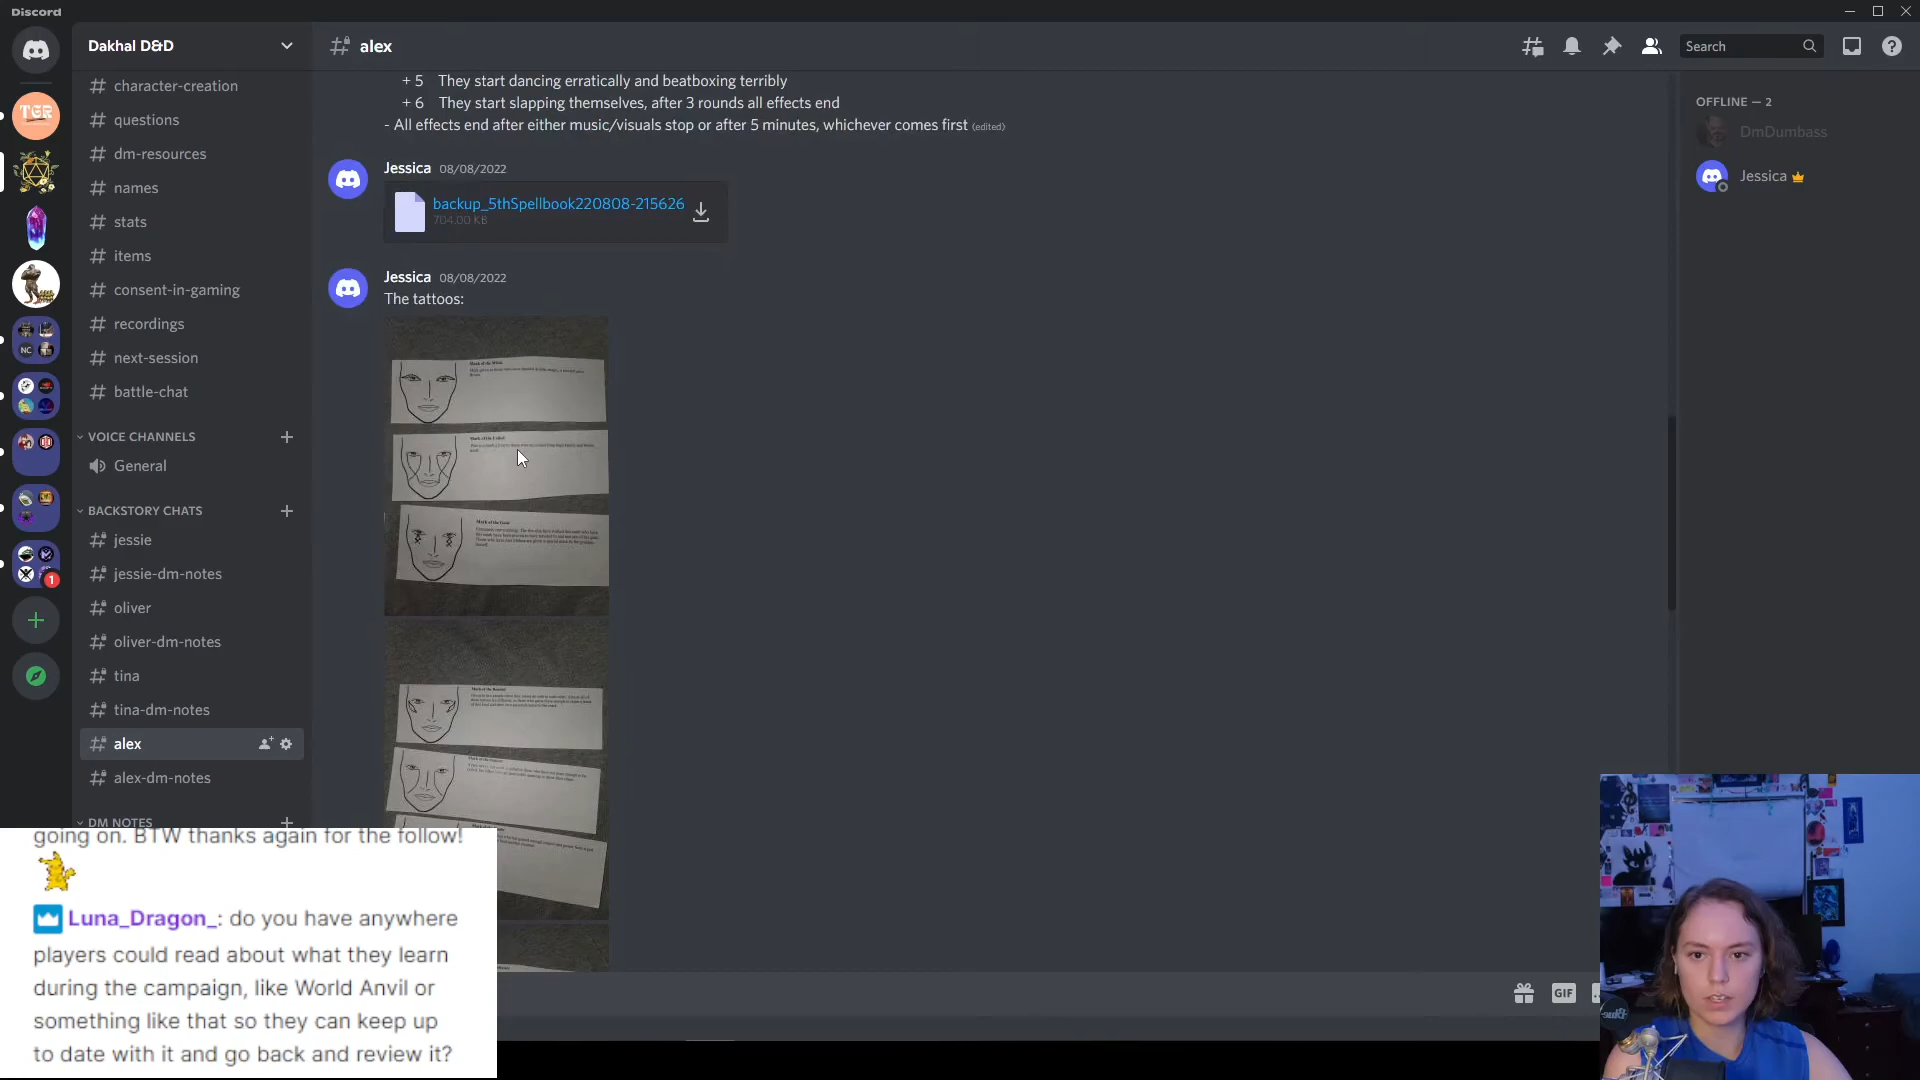 Discord
Dakhal D&D
alex
Search
character-creation
questions
dm-resources
names
stats
items
consent-in-gaming
recordings
next-session
battle-chat
VOICE CHANNELS
General
BACKSTORY CHATS
jessie
jessie-dm-notes
oliver
oliver-dm-notes
tina
tina-dm-notes
alex
alex-dm-notes
DM NOTES
TGR
NC
1
+ 5 They start dancing erratically and beatboxing terribly
+ 6 They start slapping themselves, after 3 rounds all effects end
- All effects end after either music/visuals stop or after 5 minutes, whichever comes first (edited)
Jessica 08/08/2022
backup_5thSpellbook220808-215626
704.00 KB
Jessica 08/08/2022
The tattoos:
GIF
OFFLINE — 2
DmDumbass
Jessica
going on. BTW thanks again for the follow!
Luna_Dragon_: do you have anywhere
players could read about what they learn
during the campaign, like World Anvil or
something like that so they can keep up
to date with it and go back and review it?